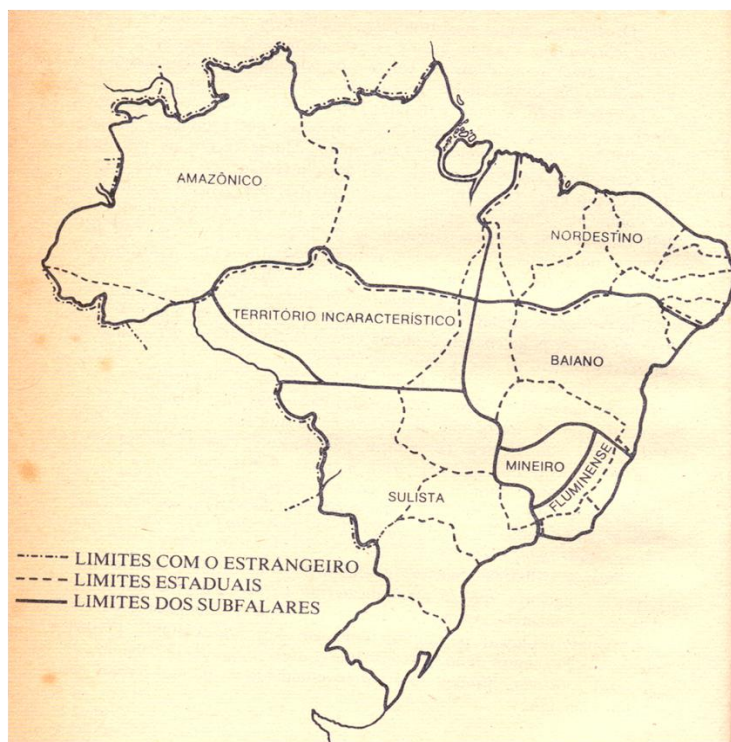 AMAZÔNICO
NORDESTINO
TERRITÓRIO INCARACTERÍSTICO
BAIANO
MINEIRO
FLUMINENSE
SULISTA
LIMITES COM O ESTRANGEIRO
LIMITES ESTADUAIS
LIMITES DOS SUBFALARES